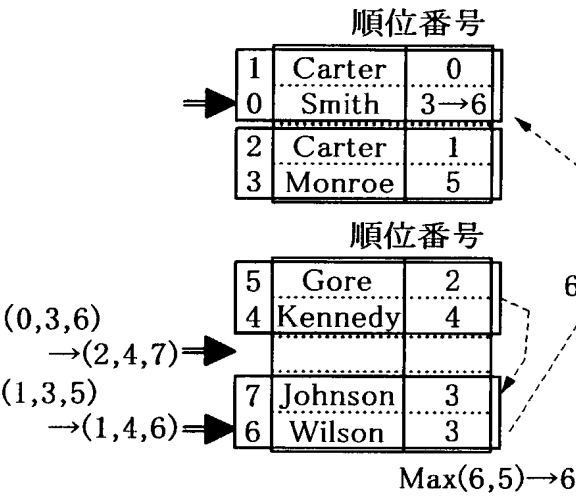 順位番号
1 Carter 0
0 Smith 3→6
2 Carter 1
3 Monroe 5
順位番号
5 Gore 2
6
(0,3,6)
4 Kennedy 4
→(2,4,7)
(1,3,5)
7 Johnson 3
→(1,4,6)
6 Wilson 3
Max(6,5)→6